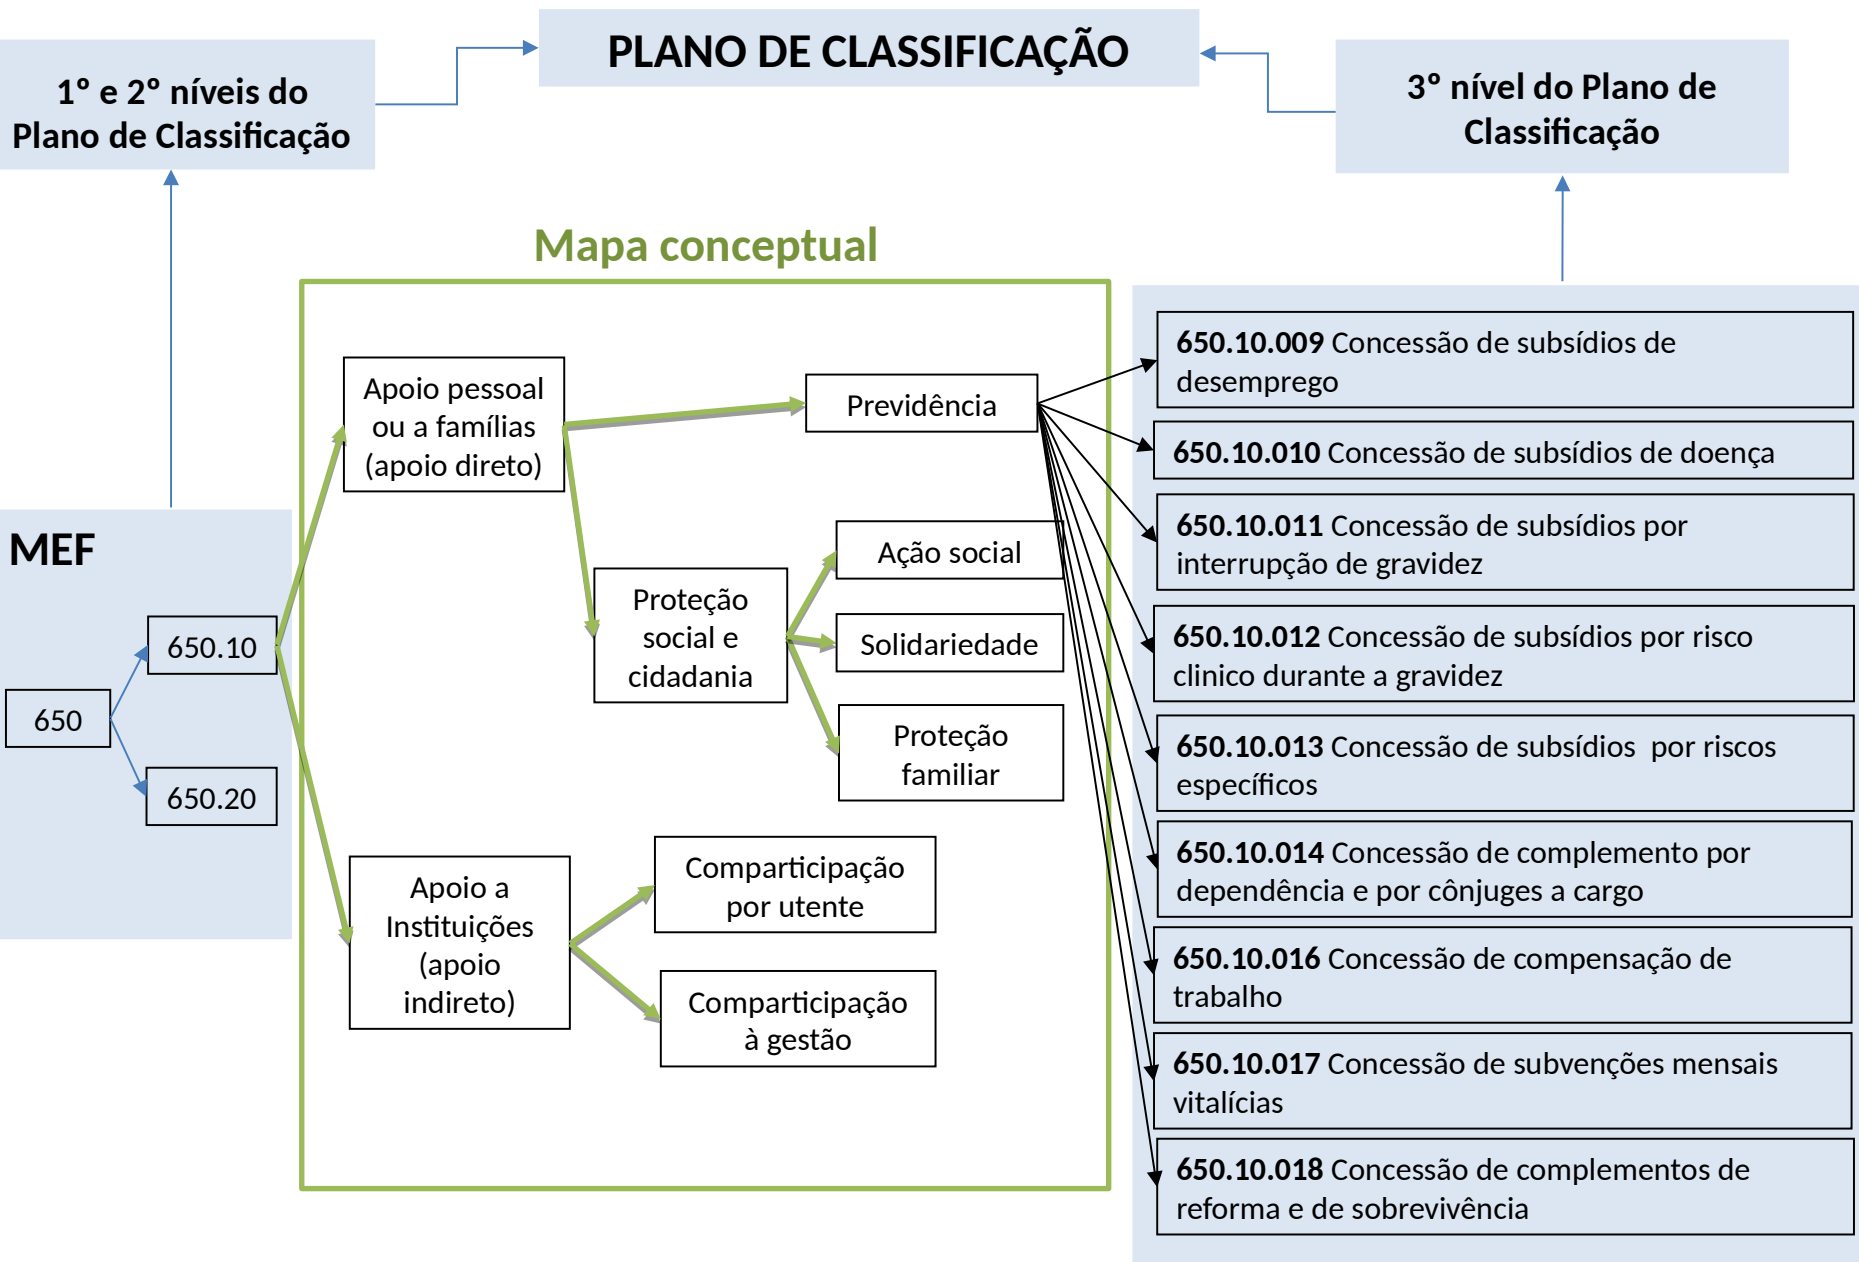 PLANO DE CLASSIFICAÇÃO
1º e 2º níveis do
Plano de Classificação
3º nível do Plano de
Classificação
Mapa conceptual
MEF
650
650.10
650.20
Apoio pessoal
ou a famílias
(apoio direto)
Previdência
Proteção
social e
cidadania
Ação social
Solidariedade
Proteção
familiar
Apoio a
Instituições
(apoio
indireto)
Comparticipação
por utente
Comparticipação
à gestão
650.10.009 Concessão de subsídios de
desemprego
650.10.010 Concessão de subsídios de doença
650.10.011 Concessão de subsídios por
interrupção de gravidez
650.10.012 Concessão de subsídios por risco
clinico durante a gravidez
650.10.013 Concessão de subsídios  por riscos
específicos
650.10.014 Concessão de complemento por
dependência e por cônjuges a cargo
650.10.016 Concessão de compensação de
trabalho
650.10.017 Concessão de subvenções mensais
vitalícias
650.10.018 Concessão de complementos de
reforma e de sobrevivência